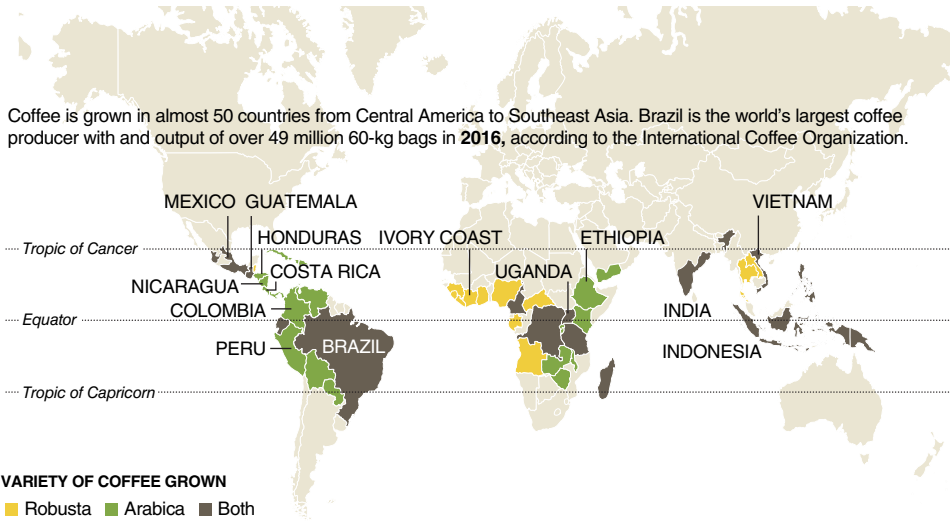 Coffee is grown in almost 50 countries from Central America to Southeast Asia. Brazil is the world's largest coffee
producer with and output of over 49 million 60-kg bags in 2016, according to the International Coffee Organization.
MEXICO GUATEMALA VIETNAM
Tropic of Cancer HONDURAS IVORY COAST ETHIOPIA
NICARAGUA COSTA RICA UGANDA
COLOMBIA INDIA
Equator
PERU BRAZIL INDONESIA
Tropic of Capricorn
VARIETY OF COFFEE GROWN
Robusta Arabica Both